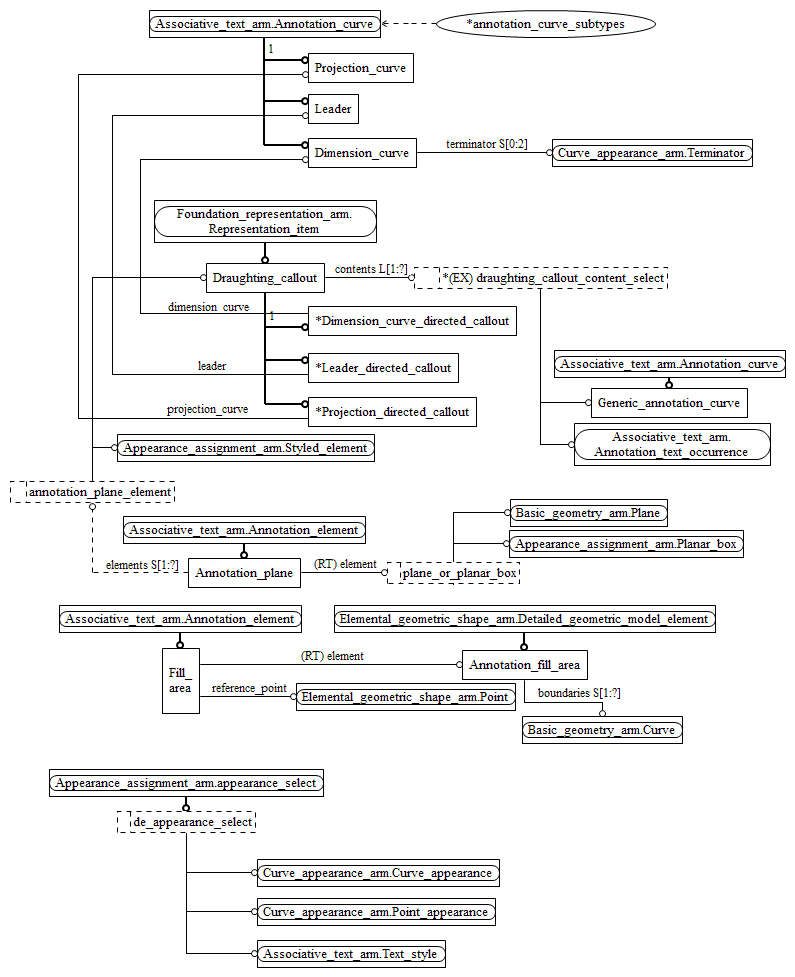 Associative_text_arm.Annotation_curve
*annotation_curve_subtypes
1
Projection_curve
Leader
Dimension_curve
terminator S[0:2]
Curve_appearance_arm.Terminator
Foundation_representation_arm.
Representation_item
Draughting_callout
contents L[1:?]
*(EX) draughting_callout_content_select
dimension_curve
1
*Dimension_curve_directed_callout
leader
*Leader_directed_callout
projection_curve
*Projection_directed_callout
Associative_text_arm.Annotation_curve
Generic_annotation_curve
Associative_text_arm.
Annotation_text_occurrence
Appearance_assignment_arm.Styled_element
annotation_plane_element
Associative_text_arm.Annotation_element
elements S[1:?]
Annotation_plane
(RT) element
plane_or_planar_box
Basic_geometry_arm.Plane
Appearance_assignment_arm.Planar_box
Associative_text_arm.Annotation_element
Elemental_geometric_shape_arm.Detailed_geometric_model_element
Fill_
area
(RT) element
Annotation_fill_area
reference_point
Elemental_geometric_shape_arm.Point
boundaries S[1:?]
Basic_geometry_arm.Curve
Appearance_assignment_arm.appearance_select
de_appearance_select
Curve_appearance_arm.Curve_appearance
Curve_appearance_arm.Point_appearance
Associative_text_arm.Text_style